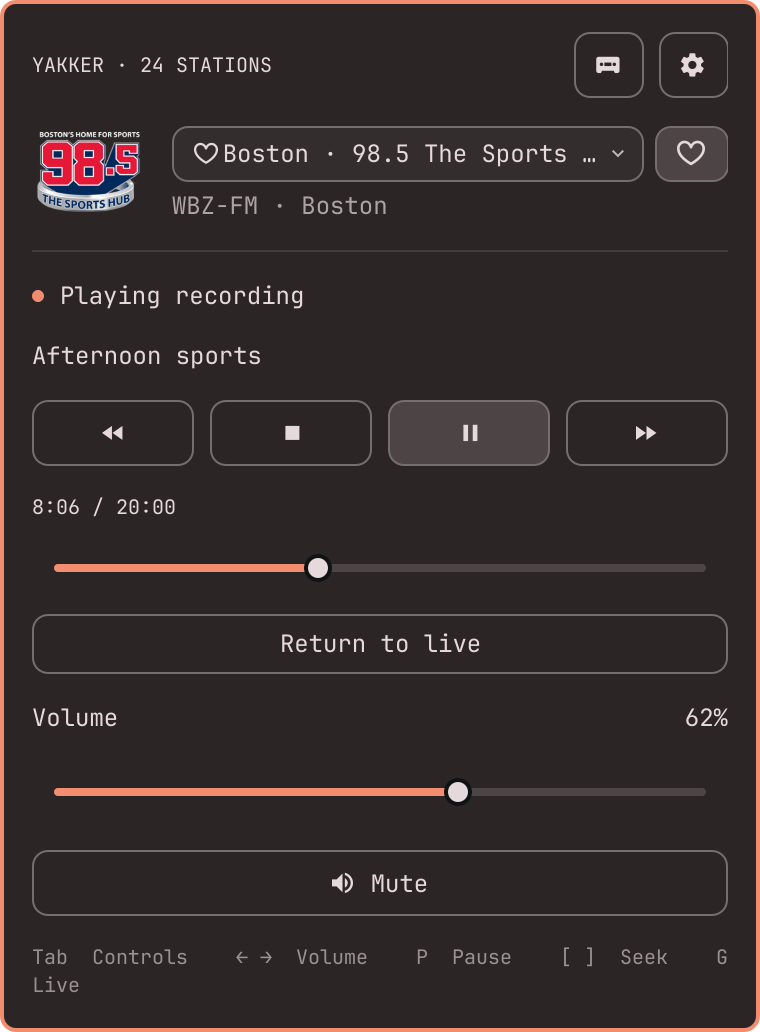 YAKKER · 24 STATIONS
BOSTON'S HOME FOR SPORTS
98.5
THE SPORTS HUB
Boston · 98.5 The Sports …
WBZ-FM · Boston
Playing recording
Afternoon sports
8:06 / 20:00
Return to live
Volume 62%
Mute
Tab Controls ← → Volume P Pause [ ] Seek G
Live